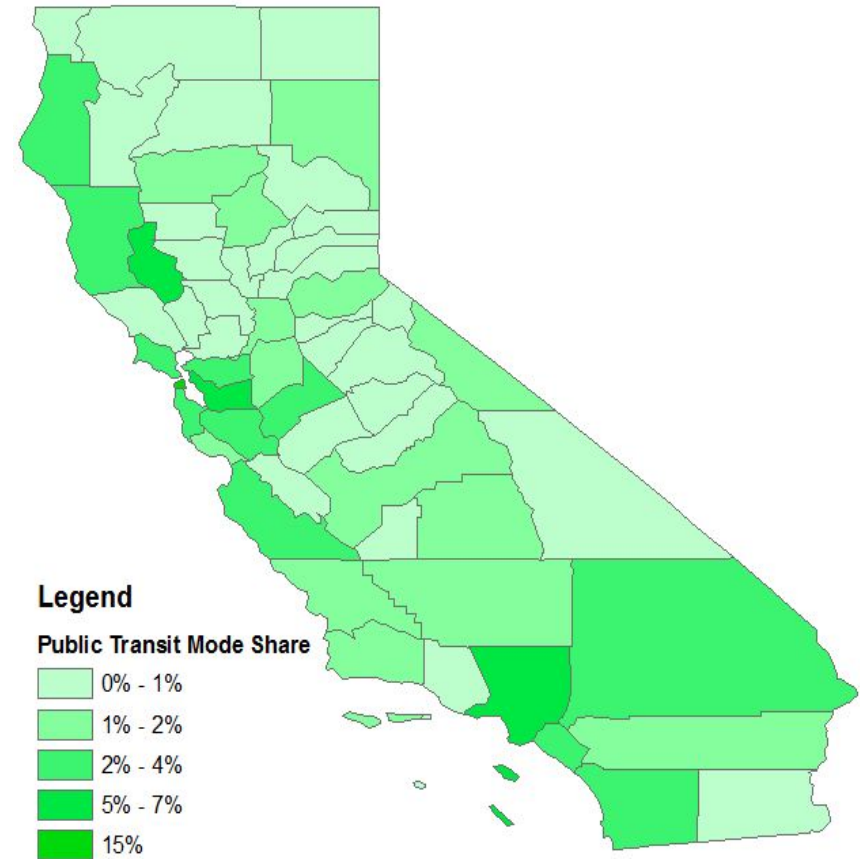 Legend
Public Transit Mode Share
0% - 1%
1% - 2%
2% - 4%
5% - 7%
15%